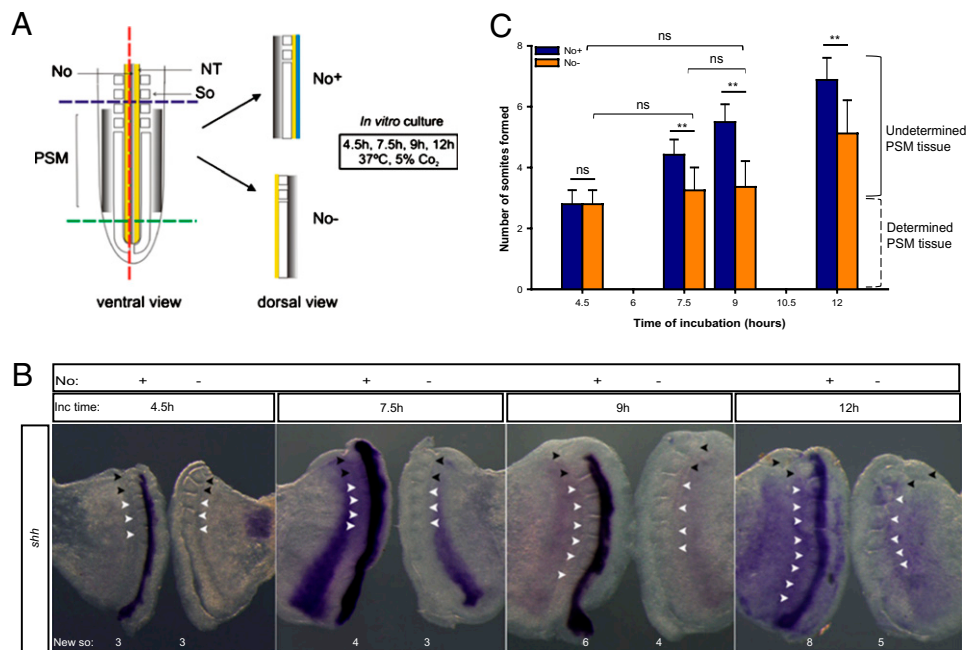 A
No
NT
So
PSM
ventral view
No+
No-
dorsal view
In vitro culture
4.5h, 7.5h, 9h, 12h
37ºC, 5% Co2
C
Number of somites formed
8
6
4
2
0
No+
No-
ns
ns
ns
ns
**
**
**
4.5
6
7.5
9
10.5
12
Time of incubation (hours)
Undetermined
PSM tissue
Determined
PSM tissue
B
No: + - + - + - + -
Inc time: 4.5h 7.5h 9h 12h
shh
New so: 3 3 4 3 6 4 8 5